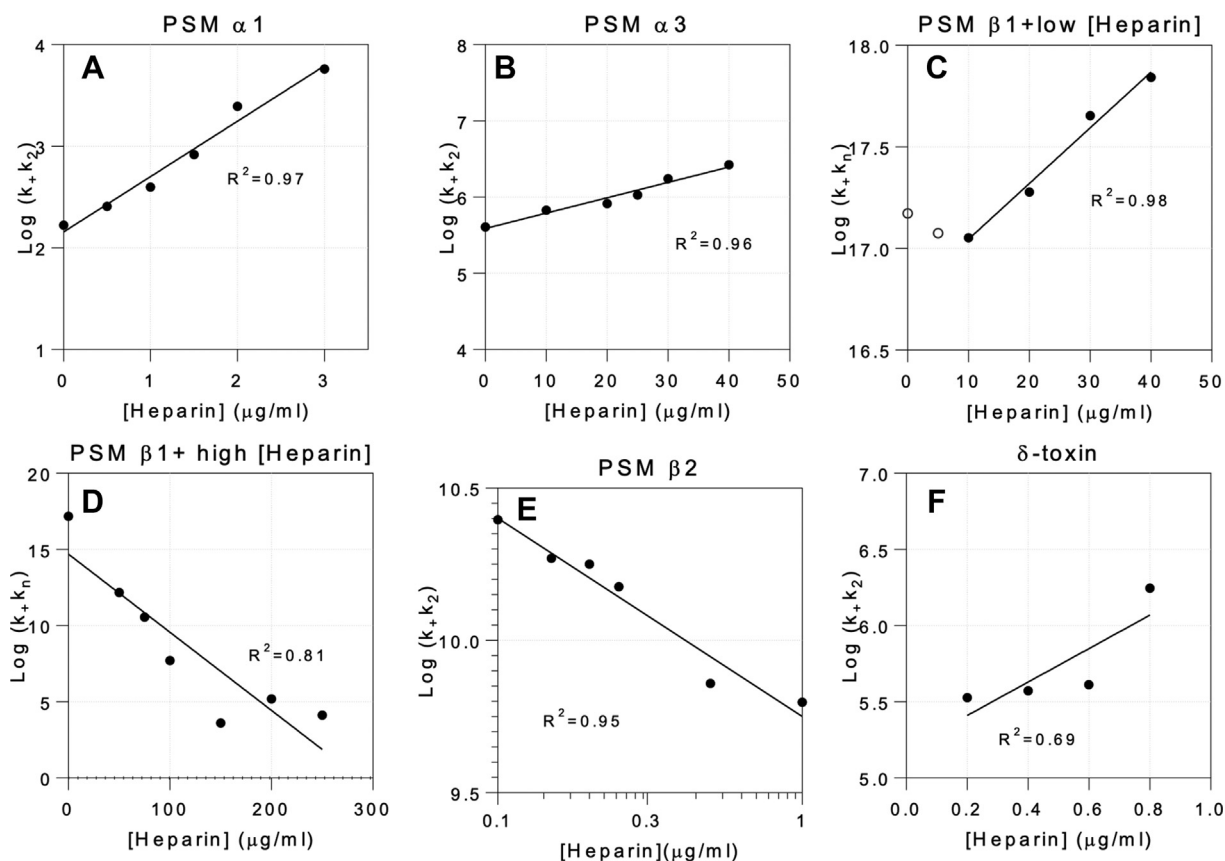 PSM α1
A
4
3
2
1
Log (k₊k₂)
R²=0.97
0 1 2 3
[Heparin] (μg/ml)
PSM α3
B
8
7
6
5
4
Log (k₊k₂)
R²=0.96
0 10 20 30 40 50
[Heparin] (μg/ml)
PSM β1+low [Heparin]
C
18.0
17.5
17.0
16.5
Log (k₊kₙ)
R²=0.98
0 10 20 30 40 50
[Heparin] (μg/ml)
PSM β1+ high [Heparin]
D
20
15
10
5
0
Log (k₊kₙ)
R²=0.81
0 100 200 300
[Heparin] (μg/ml)
PSM β2
E
10.5
10.0
9.5
Log (k₊k₂)
R²=0.95
0.1 0.3 1
[Heparin](μg/ml)
δ-toxin
F
7.0
6.5
6.0
5.5
5.0
Log (k₊k₂)
R²=0.69
0.0 0.2 0.4 0.6 0.8 1.0
[Heparin] (μg/ml)